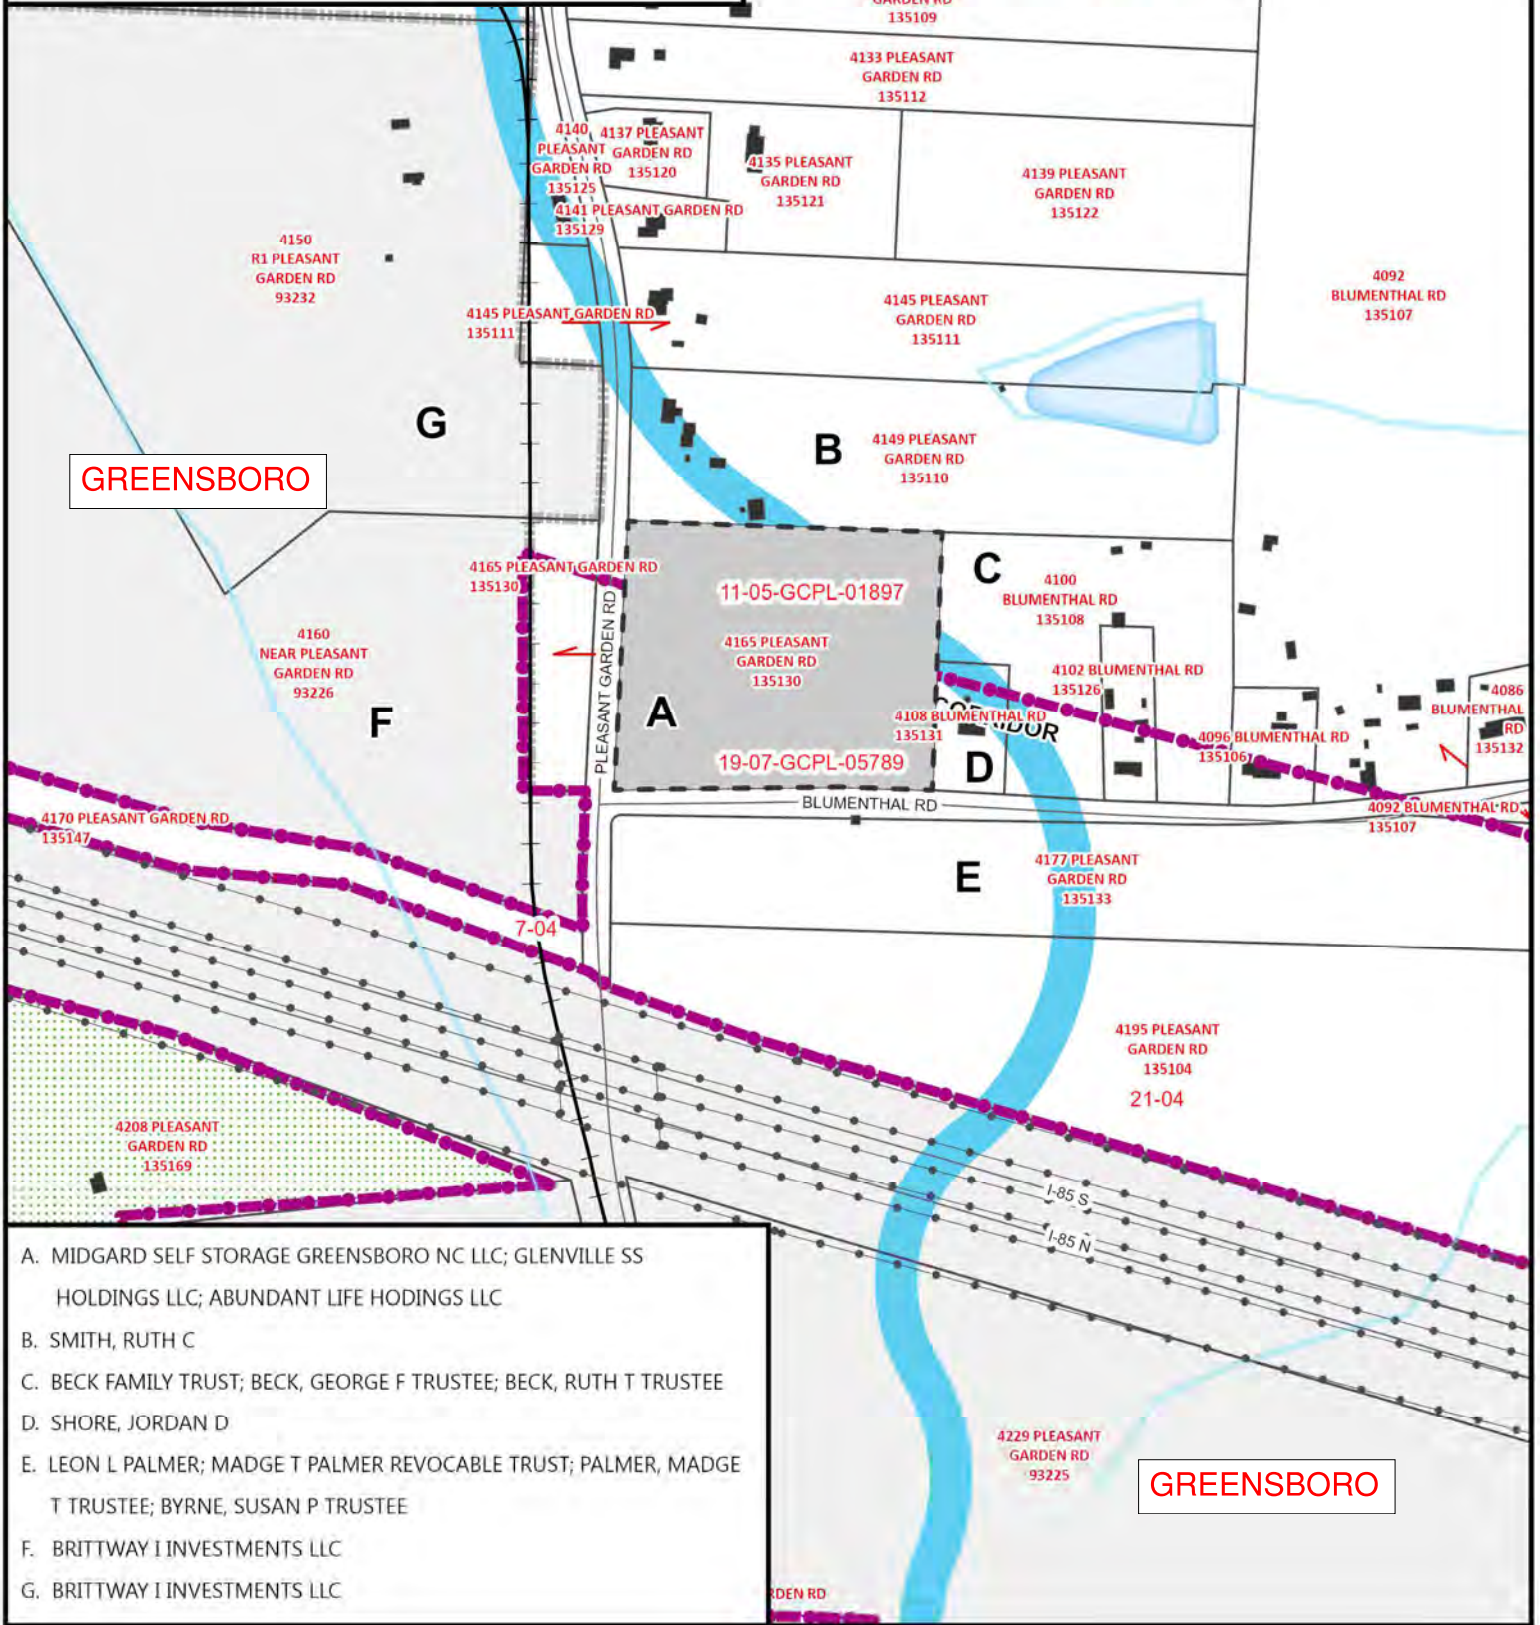 GARDEN RD
135109
4133 PLEASANT
GARDEN RD
135112
4140
PLEASANT
GARDEN RD
135125
4137 PLEASANT
GARDEN RD
135120
4135 PLEASANT
GARDEN RD
135121
4139 PLEASANT
GARDEN RD
135122
4141 PLEASANT GARDEN RD
135129
4150
R1 PLEASANT
GARDEN RD
93232
4092
BLUMENTHAL RD
135107
4145 PLEASANT GARDEN RD
135111
4145 PLEASANT
GARDEN RD
135111
G
B
4149 PLEASANT
GARDEN RD
135110
GREENSBORO
4165 PLEASANT GARDEN RD
135130
11-05-GCPL-01897
C
4100
BLUMENTHAL RD
135108
4160
NEAR PLEASANT
GARDEN RD
93226
PLEASANT GARDEN RD
4165 PLEASANT
GARDEN RD
135130
4102 BLUMENTHAL RD
135126
4086
BLUMENTHAL
RD
135132
F
A
CORRIDOR
4108 BLUMENTHAL RD
135131
4096 BLUMENTHAL RD
135106
19-07-GCPL-05789
D
BLUMENTHAL RD
4092 BLUMENTHAL RD
135107
4170 PLEASANT GARDEN RD
135147
E
4177 PLEASANT
GARDEN RD
135133
7-04
4195 PLEASANT
GARDEN RD
135104
21-04
4208 PLEASANT
GARDEN RD
135169
I-85 S
I-85 N
A. MIDGARD SELF STORAGE GREENSBORO NC LLC; GLENVILLE SS
HOLDINGS LLC; ABUNDANT LIFE HODINGS LLC
B. SMITH, RUTH C
C. BECK FAMILY TRUST; BECK, GEORGE F TRUSTEE; BECK, RUTH T TRUSTEE
D. SHORE, JORDAN D
E. LEON L PALMER; MADGE T PALMER REVOCABLE TRUST; PALMER, MADGE
T TRUSTEE; BYRNE, SUSAN P TRUSTEE
F. BRITTWAY I INVESTMENTS LLC
G. BRITTWAY I INVESTMENTS LLC
4229 PLEASANT
GARDEN RD
93225
GREENSBORO
RDEN RD